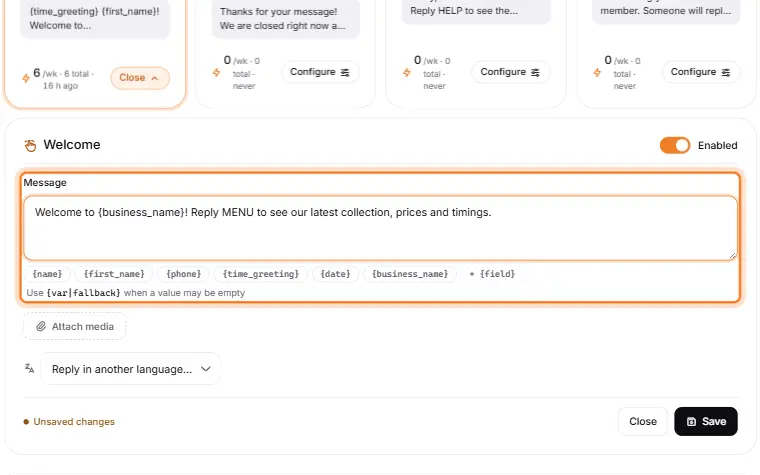 {time_greeting} {first_name}!
Welcome to...
6 /wk · 6 total ·
16 h ago
Close
Thanks for your message!
We are closed right now a...
0 /wk · 0
total ·
never
Configure
Reply HELP to see the...
0 /wk · 0
total ·
never
Configure
member. Someone will repl...
0 /wk · 0
total ·
never
Configure
Welcome
Enabled
Message
Welcome to {business_name}! Reply MENU to see our latest collection, prices and timings.
{name} {first_name} {phone} {time_greeting} {date} {business_name} + {field}
Use {var|fallback} when a value may be empty
Attach media
Reply in another language...
Unsaved changes
Close
Save